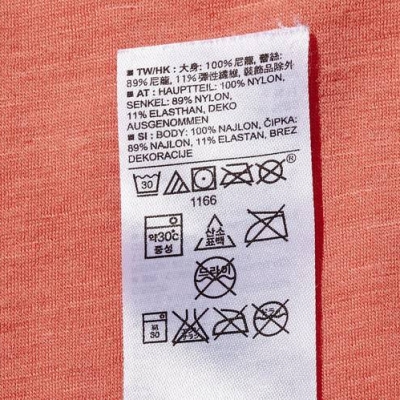 ■ TW/HK : 大身: 100% 尼龍, 蕾絲:
89% 尼龍, 11% 彈性纖維, 裝飾品除外
■ AT : HAUPTTEIL: 100% NYLON,
SENKEL: 89% NYLON,
11% ELASTHAN, DEKO
AUSGENOMMEN
■ SI : BODY: 100% NAJLON, ČIPKA:
89% NAJLON, 11% ELASTAN, BREZ
DEKORACIJE
30 ®
1166
약30℃
중성
산소
표백
드라이
30